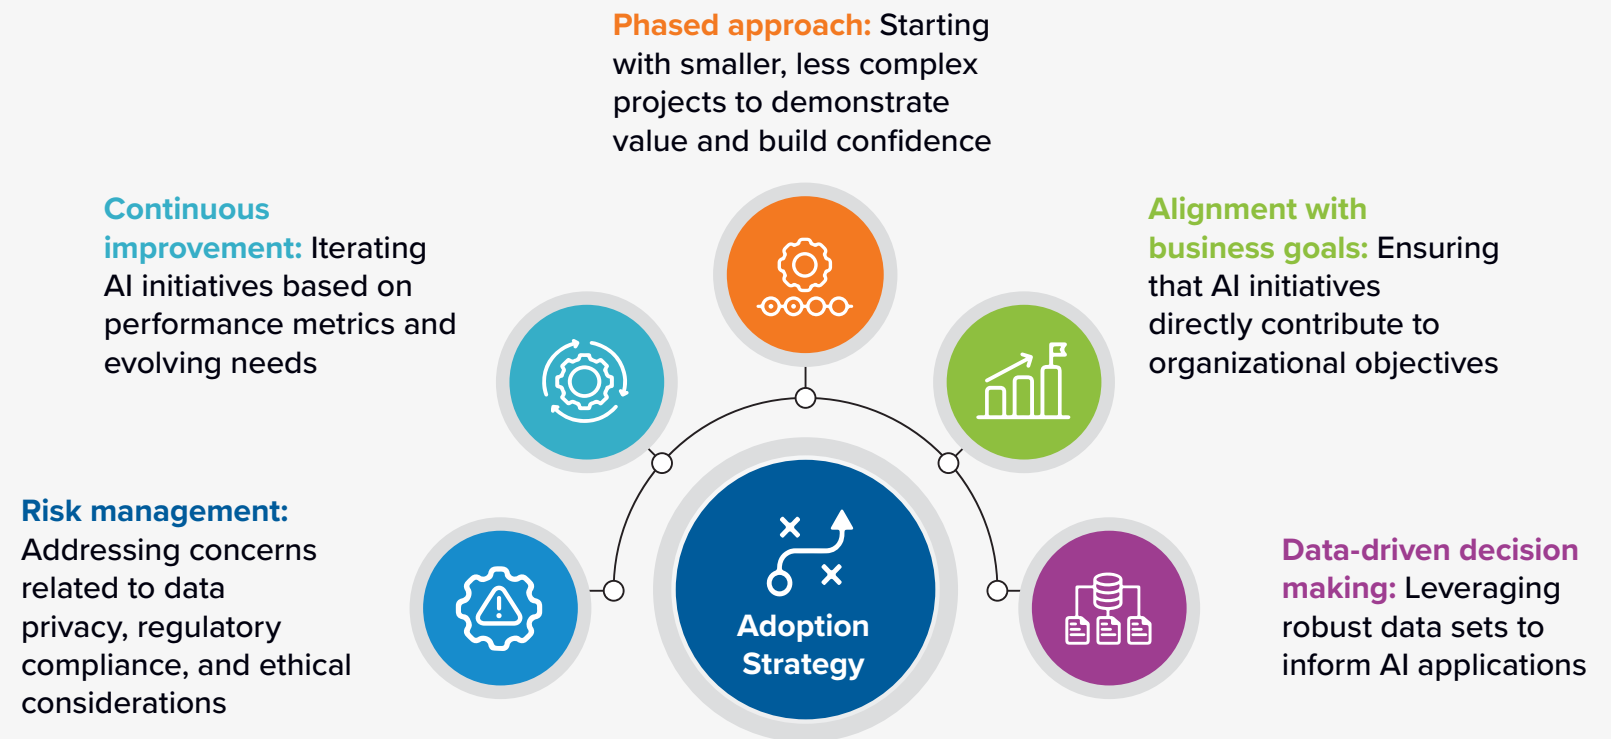 Phased approach: Starting
with smaller, less complex
projects to demonstrate
value and build confidence
Continuous
improvement: Iterating
AI initiatives based on
performance metrics and
evolving needs
Alignment with
business goals: Ensuring
that AI initiatives
directly contribute to
organizational objectives
Risk management:
Addressing concerns
related to data
privacy, regulatory
compliance, and ethical
considerations
Adoption
Strategy
Data-driven decision
making: Leveraging
robust data sets to
inform AI applications